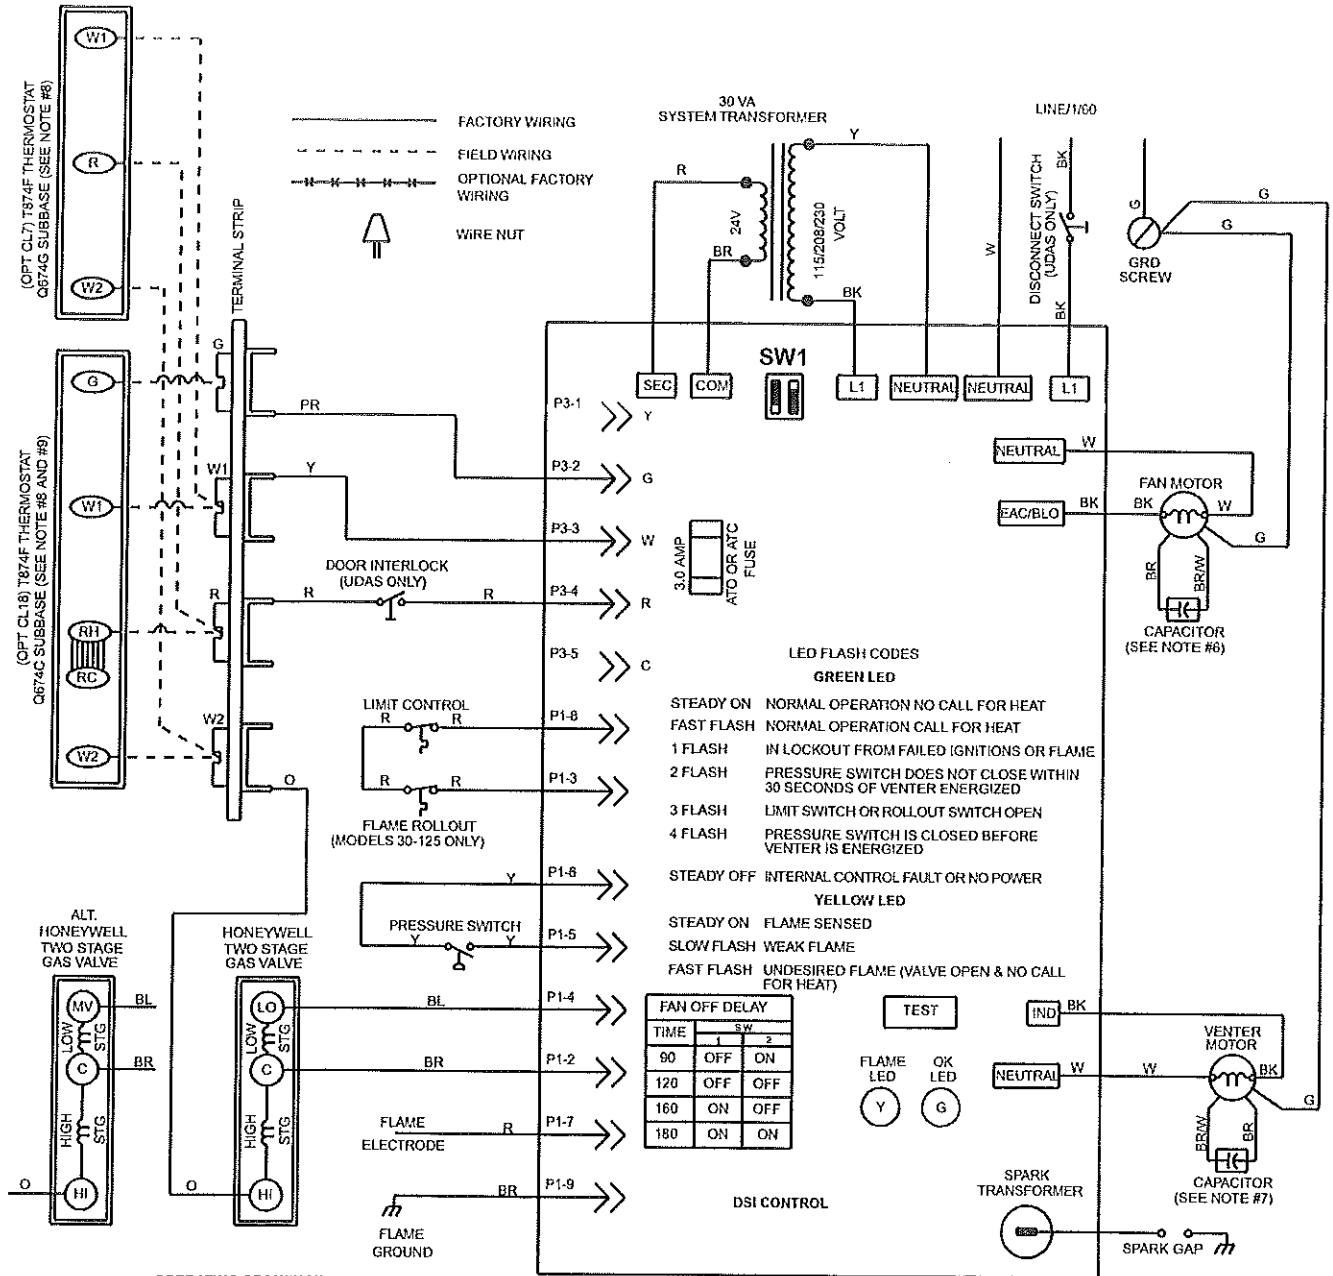 W1
R
W2
(OPT CL7) T874F THERMOSTAT
Q674G SUBBASE (SEE NOTE #8)
FACTORY WIRING
FIELD WIRING
OPTIONAL FACTORY
WIRING
WIRE NUT
30 VA
SYSTEM TRANSFORMER
R
Y
24V
115/208/230
VOLT
BR
BK
LINE/1/60
W
BK
DISCONNECT SWITCH
(UDAS ONLY)
BK
G
GRD
SCREW
G
G
TERMINAL STRIP
G
W1
R
W2
(OPT CL18) T874F THERMOSTAT
Q674C SUBBASE (SEE NOTE #8 AND #9)
G
W1
RH
RC
W2
PR
Y
DOOR INTERLOCK
(UDAS ONLY)
R
R
LIMIT CONTROL
R
R
R
R
FLAME ROLLOUT
(MODELS 30-125 ONLY)
O
Y
PRESSURE SWITCH
Y
Y
SEC
COM
SW1
L1
NEUTRAL
NEUTRAL
L1
P3-1
Y
P3-2
G
P3-3
W
P3-4
R
P3-5
C
P1-8
P1-3
P1-6
P1-5
P1-4
P1-2
P1-7
P1-9
3.0 AMP
ATO OR ATC
FUSE
NEUTRAL
W
EAC/BLO
BK
BK
FAN MOTOR
W
G
BR
BR/W
CAPACITOR
(SEE NOTE #6)
LED FLASH CODES
GREEN LED
STEADY ON NORMAL OPERATION NO CALL FOR HEAT
FAST FLASH NORMAL OPERATION CALL FOR HEAT
1 FLASH IN LOCKOUT FROM FAILED IGNITIONS OR FLAME
2 FLASH PRESSURE SWITCH DOES NOT CLOSE WITHIN
30 SECONDS OF VENTER ENERGIZED
3 FLASH LIMIT SWITCH OR ROLLOUT SWITCH OPEN
4 FLASH PRESSURE SWITCH IS CLOSED BEFORE
VENTER IS ENERGIZED
STEADY OFF INTERNAL CONTROL FAULT OR NO POWER
YELLOW LED
STEADY ON FLAME SENSED
SLOW FLASH WEAK FLAME
FAST FLASH UNDESIRED FLAME (VALVE OPEN & NO CALL
FOR HEAT)
ALT.
HONEYWELL
TWO STAGE
GAS VALVE
MV
BL
LOW
STG
C
BR
HIGH
STG
O
HI
HONEYWELL
TWO STAGE
GAS VALVE
LO
BL
LOW
STG
C
BR
HIGH
STG
O
HI
FLAME
ELECTRODE
R
BR
FLAME
GROUND
FAN OFF DELAY
TIME SW
1 2
90 OFF ON
120 OFF OFF
160 ON OFF
180 ON ON
TEST
FLAME
LED
OK
LED
Y
G
IND
BK
NEUTRAL
W
W
VENTER
MOTOR
BK
G
BR/W
BR
CAPACITOR
(SEE NOTE #7)
DSI CONTROL
SPARK
TRANSFORMER
SPARK GAP